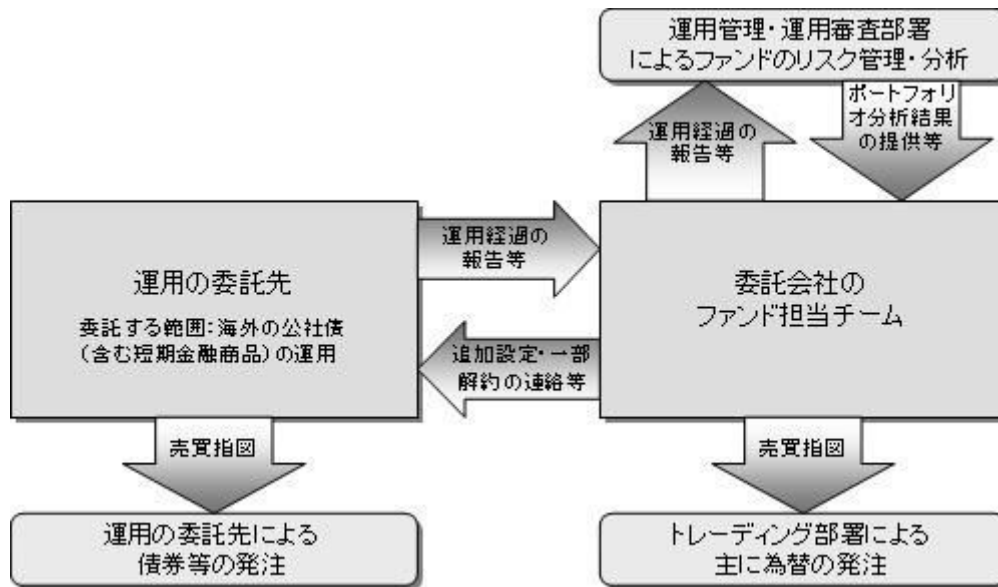 運用管理・運用審査部署
によるファンドのリスク管理・分析
運用経過の
報告等
ポートフォリ
オ分析結果
の提供等
運用の委託先
委託する範囲:海外の公社債
(含む短期金融商品)の運用
運用経過の
報告等
追加設定・一部
解約の連絡等
委託会社の
ファンド担当チーム
売買指図
売買指図
運用の委託先による
債券等の発注
トレーディング部署による
主に為替の発注